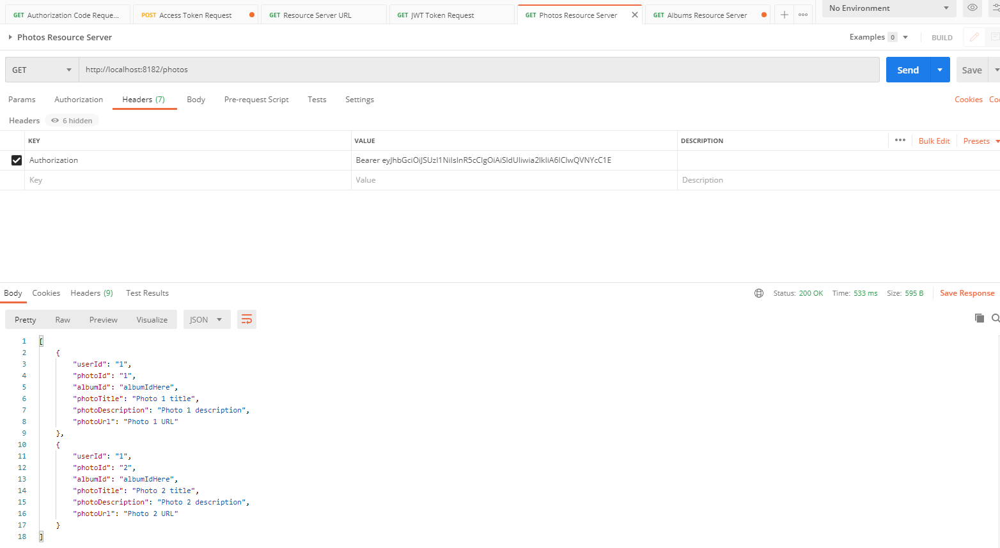 GET Authorization Code Reque... POST Access Token Request GET Resource Server URL GET JWT Token Request GET Photos Resource Server GET Albums Resource Server No Environment
Photos Resource Server Examples 0 BUILD
GET http://localhost:8182/photos Send Save
Params Authorization Headers (7) Body Pre-request Script Tests Settings Cookies
Headers 6 hidden
KEY VALUE DESCRIPTION ••• Bulk Edit Presets
Authorization Bearer
Key Value Description
Body Cookies Headers (9) Test Results Status: 200 OK Time: 533 ms Size: 595 B Save Response
Pretty Raw Preview Visualize JSON
1 [
2 {
3 "userId": "1",
4 "photoId": "1",
5 "albumId": "albumIdHere",
6 "photoTitle": "Photo 1 title",
7 "photoDescription": "Photo 1 description",
8 "photoUrl": "Photo 1 URL"
9 },
10 {
11 "userId": "1",
12 "photoId": "2",
13 "albumId": "albumIdHere",
14 "photoTitle": "Photo 2 title",
15 "photoDescription": "Photo 2 description",
16 "photoUrl": "Photo 2 URL"
17 }
18 ]